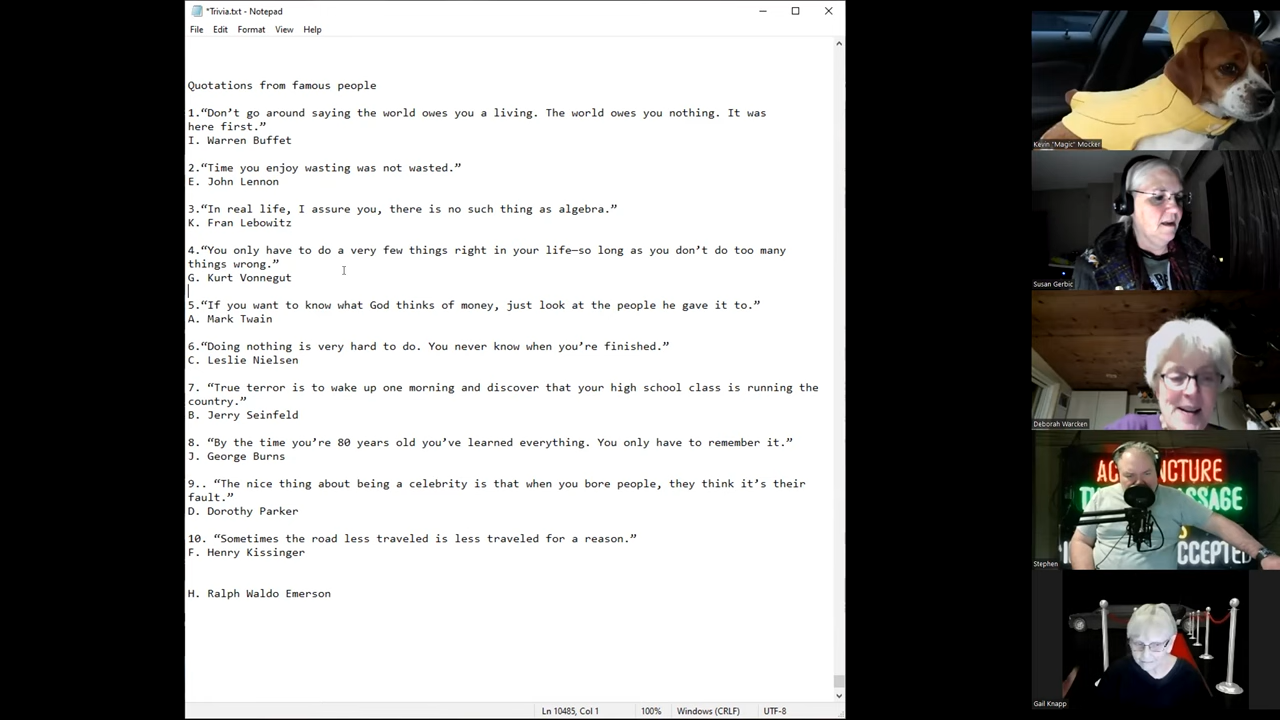 *Trivia.txt - Notepad
File Edit Format View Help
Quotations from famous people
1.“Don’t go around saying the world owes you a living. The world owes you nothing. It was
here first.”
I. Warren Buffet
2.“Time you enjoy wasting was not wasted.”
E. John Lennon
3.“In real life, I assure you, there is no such thing as algebra.”
K. Fran Lebowitz
4.“You only have to do a very few things right in your life—so long as you don’t do too many
things wrong.”
G. Kurt Vonnegut
5.“If you want to know what God thinks of money, just look at the people he gave it to.”
A. Mark Twain
6.“Doing nothing is very hard to do. You never know when you’re finished.”
C. Leslie Nielsen
7. “True terror is to wake up one morning and discover that your high school class is running the
country.”
B. Jerry Seinfeld
8. “By the time you’re 80 years old you’ve learned everything. You only have to remember it.”
J. George Burns
9.. “The nice thing about being a celebrity is that when you bore people, they think it’s their
fault.”
D. Dorothy Parker
10. “Sometimes the road less traveled is less traveled for a reason.”
F. Henry Kissinger
H. Ralph Waldo Emerson
Ln 10485, Col 1 100% Windows (CRLF) UTF-8
Kevin "Magic" Mocker
Susan Gerbic
Deborah Warcken
Stephen
Gail Knapp